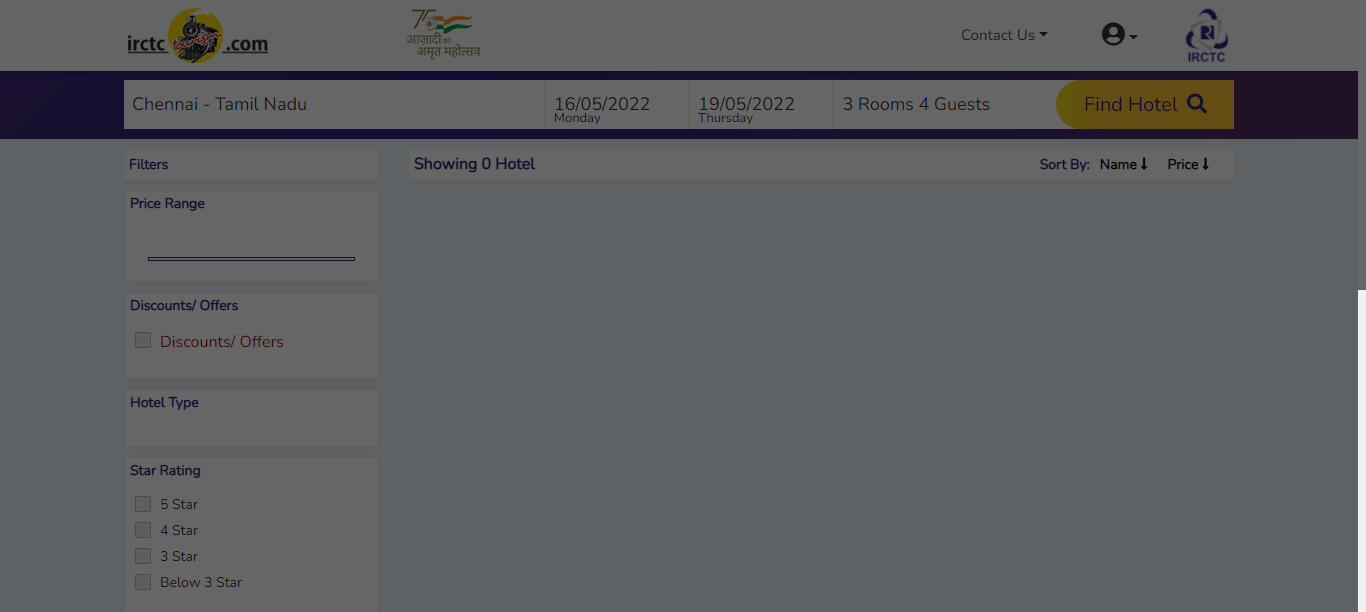 irctc tourism .com
75
आज़ादी का
अमृत महोत्सव
Contact Us
IRCTC
Chennai - Tamil Nadu
16/05/2022
Monday
19/05/2022
Thursday
3 Rooms 4 Guests
Find Hotel
Filters
Showing 0 Hotel
Sort By: Name Price
Price Range
Discounts/ Offers
Discounts/ Offers
Hotel Type
Star Rating
5 Star
4 Star
3 Star
Below 3 Star